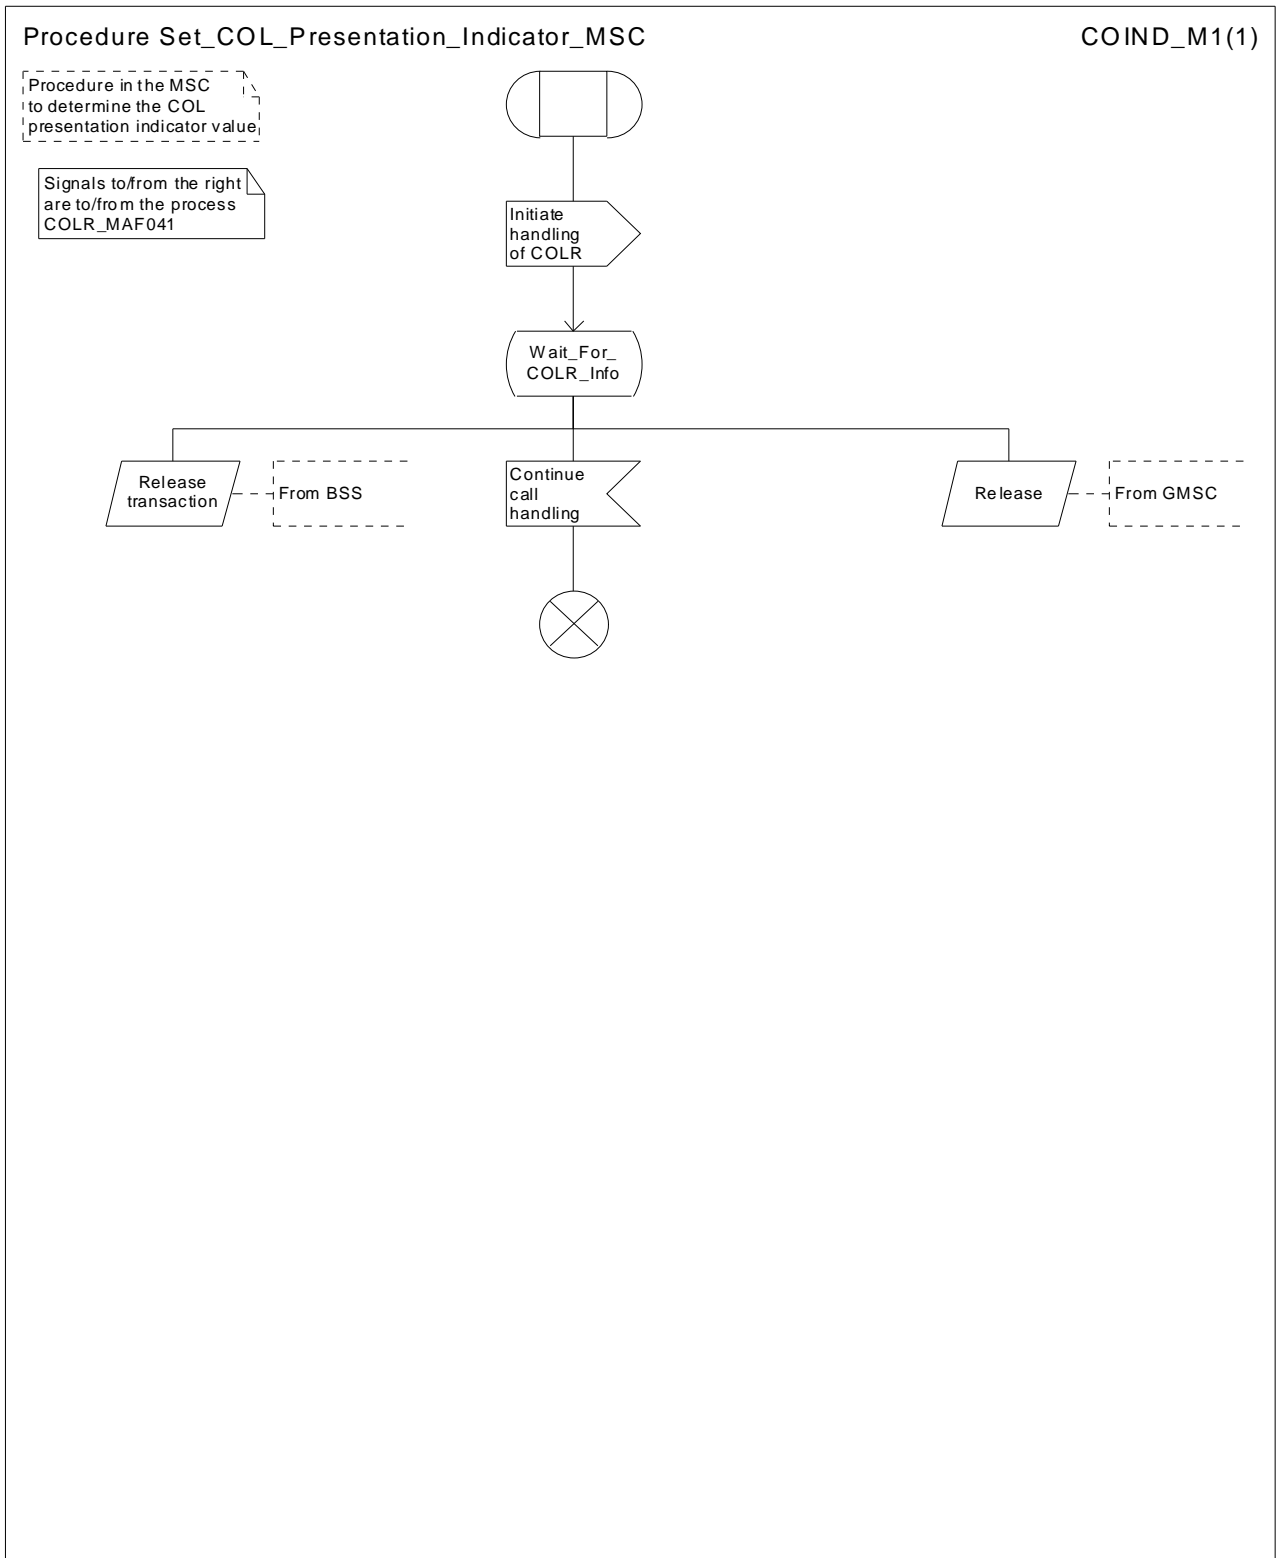 Procedure Set_COL_Presentation_Indicator_MSC
COIND_M1(1)
Procedure in the MSC
to determine the COL
presentation indicator value
Signals to/from the right
are to/from the process
COLR_MAF041
Initiate
handling
of COLR
Wait_For_
COLR_Info
Release
transaction
From BSS
Continue
call
handling
Release
From GMSC